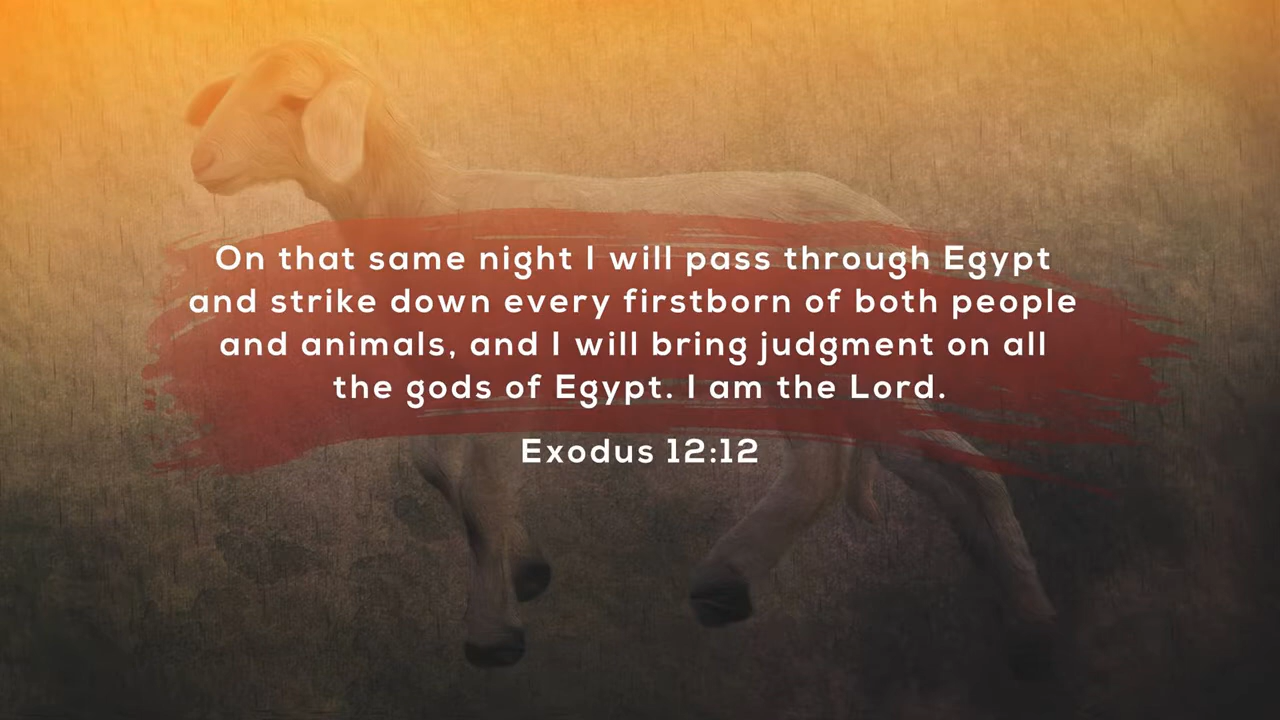 On that same night I will pass through Egypt
and strike down every firstborn of both people
and animals, and I will bring judgment on all
the gods of Egypt. I am the Lord.
Exodus 12:12